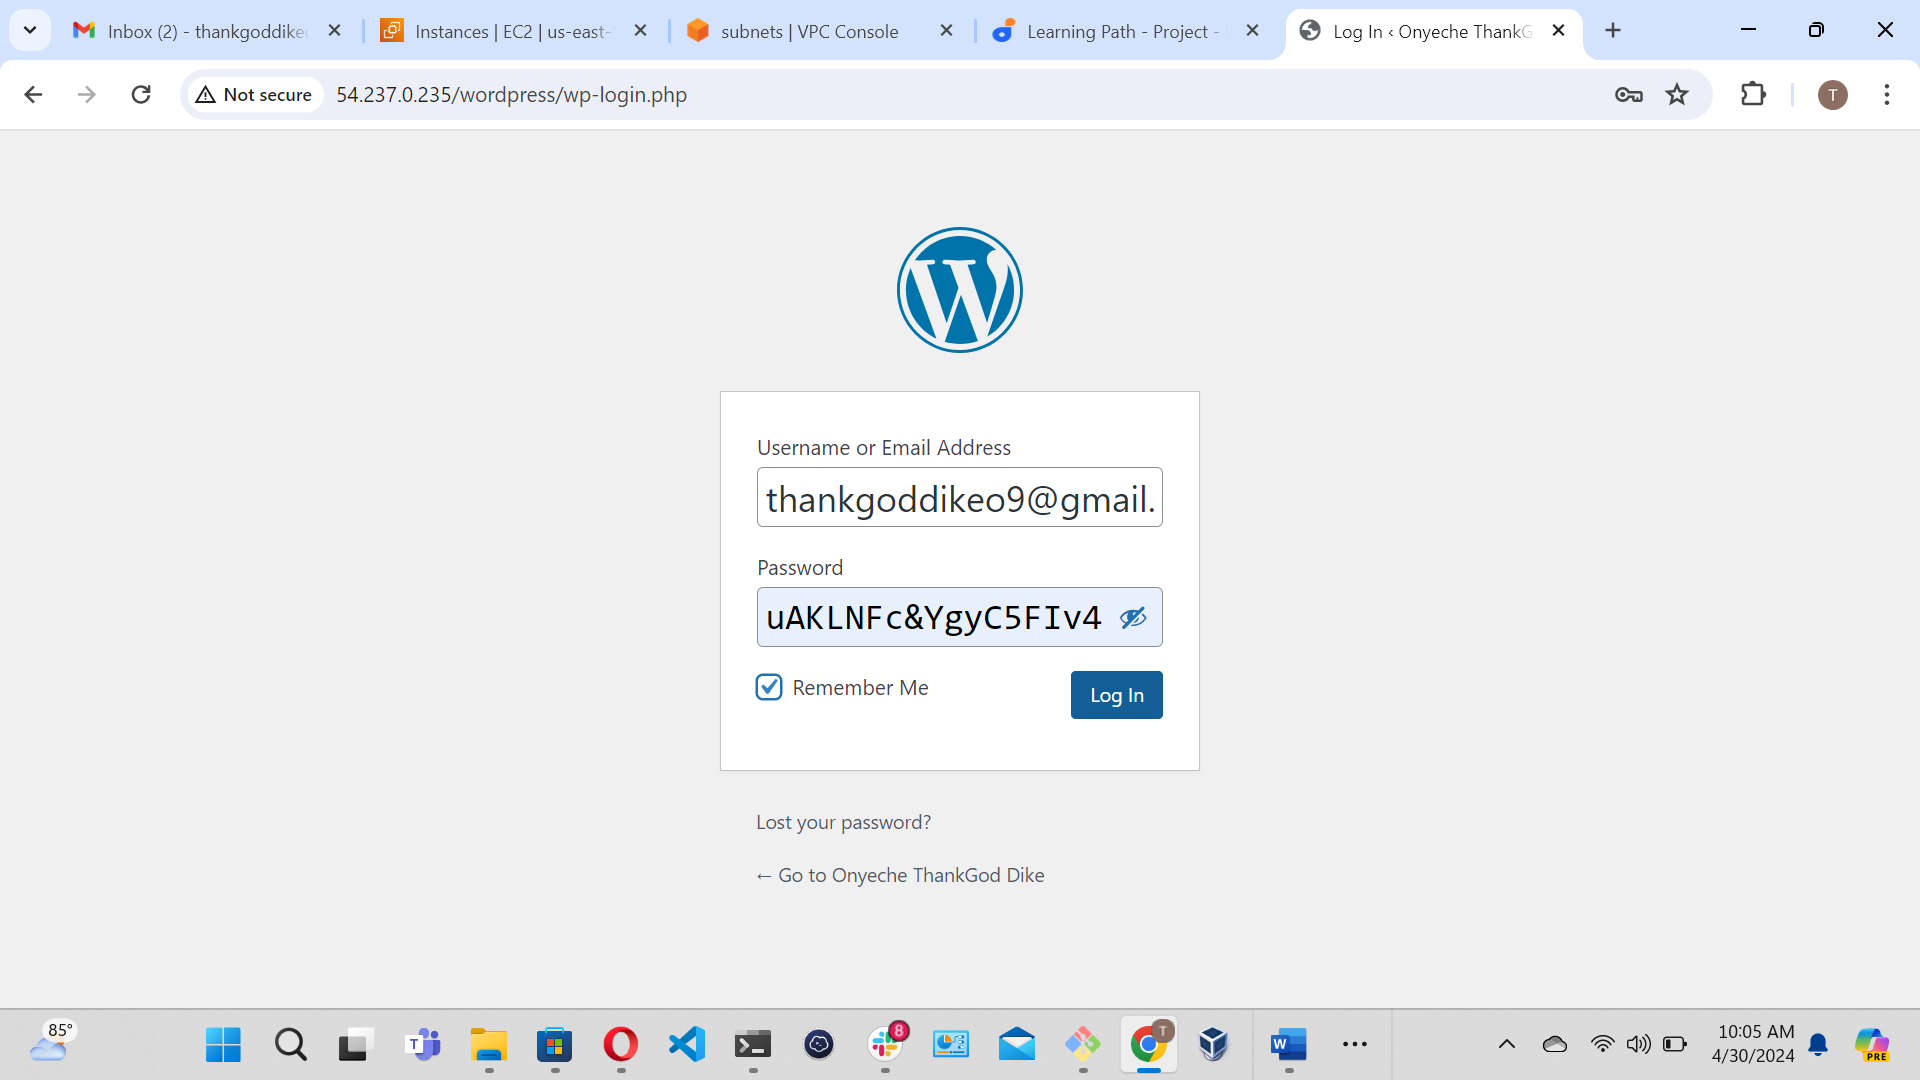 Inbox (2) - thankgoddike
Instances | EC2 | us-east-
subnets | VPC Console
Learning Path - Project -
Log In ‹ Onyeche ThankG
Not secure
54.237.0.235/wordpress/wp-login.php
T
Username or Email Address
thankgoddikeo9@gmail.
Password
uAKLNFc&YgyC5FIv4
Remember Me
Log In
Lost your password?
← Go to Onyeche ThankGod Dike
85°
T
8
T
W
10:05 AM
4/30/2024
PRE